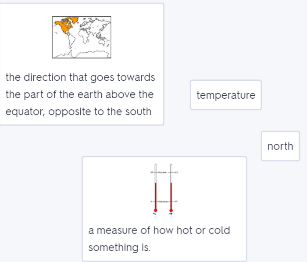 the direction that goes towards
the part of the earth above the
equator, opposite to the south
temperature
north
a measure of how hot or cold
something is.